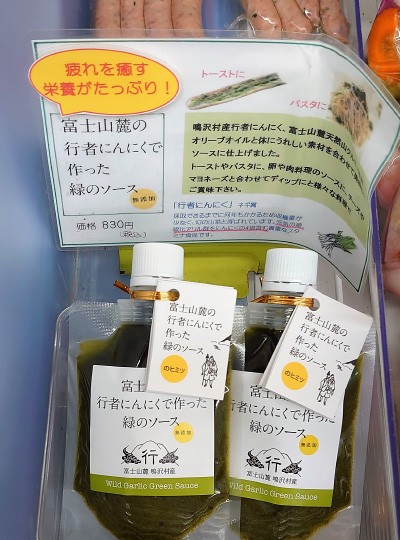 疲れを癒す
栄養がたっぷり！
富士山麓の
行者にんにくで
作った
緑のソース
無添加
価格 830円
(税込)
トーストに
パスタに
鳴沢村産行者にんにく、富士山麓天然
オリーブオイルと体にうれしい素材を合わせて
ソースに仕上げました。
トーストやパスタに、卵や肉料理のソースに、
マヨネーズと合わせてディップにと様々な
ご賞味下さい。
「行者にんにく」 ネギ属
富士山麓の
行者にんにくで
作った
緑のソース
のヒミツ
富士山麓の
行者にんにくで
作った
緑のソース
のヒミツ
富士
行者にんにくで作った
緑のソース
無添加
行
富士山麓 鳴沢村産
Wild Garlic Green Sauce
富士
行者にんにくで作った
緑のソース
無添加
行
富士山麓 鳴沢村産
Wild Garlic Green Sauce